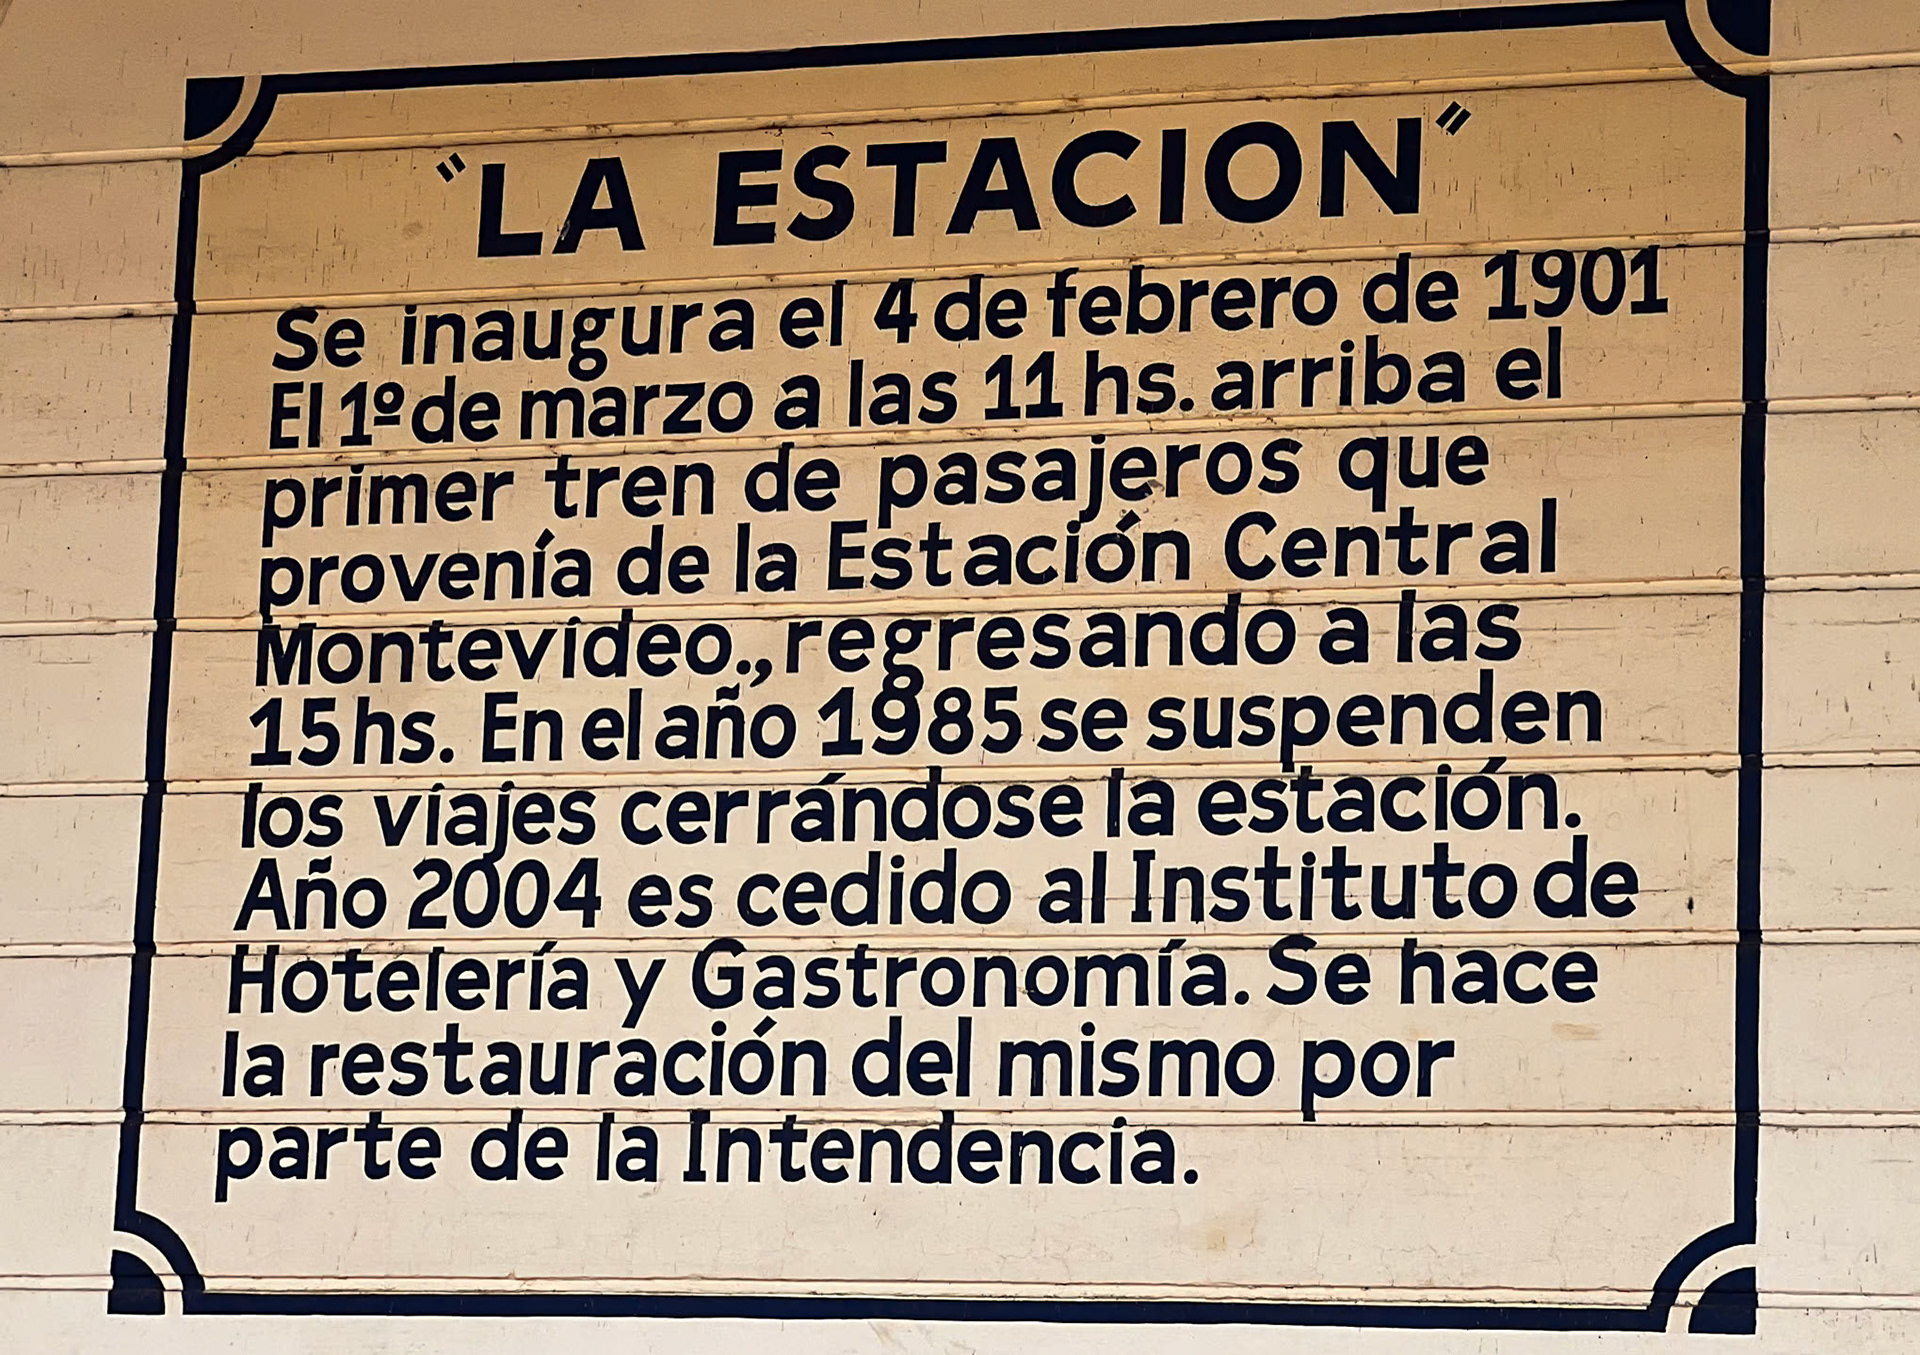 "LA ESTACION"
Se inaugura el 4 de febrero de 1901
El 1º de marzo a las 11 hs. arriba el
primer tren de pasajeros que
provenía de la Estación Central
Montevideo., regresando a las
15 hs. En el año 1985 se suspenden
los viajes cerrándose la estación.
Año 2004 es cedido al Instituto de
Hotelería y Gastronomía. Se hace
la restauración del mismo por
parte de la Intendencia.